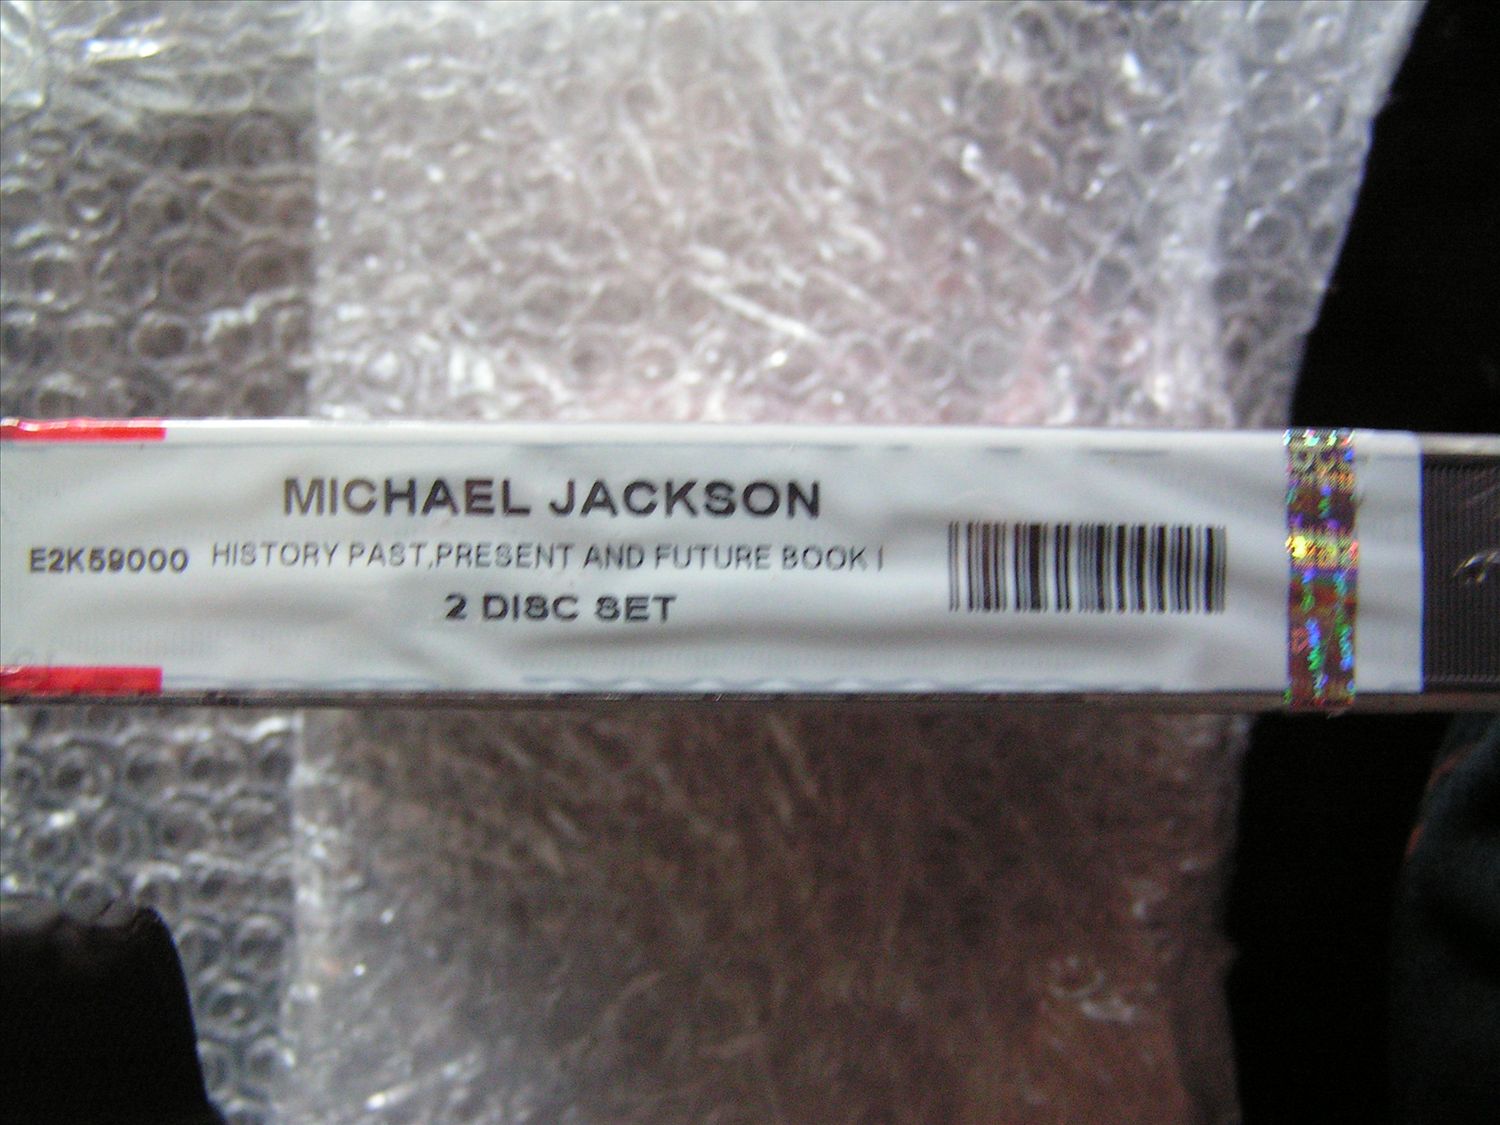 MICHAEL JACKSON
E2K59000 HISTORY PAST,PRESENT AND FUTURE BOOK I
2 DISC SET